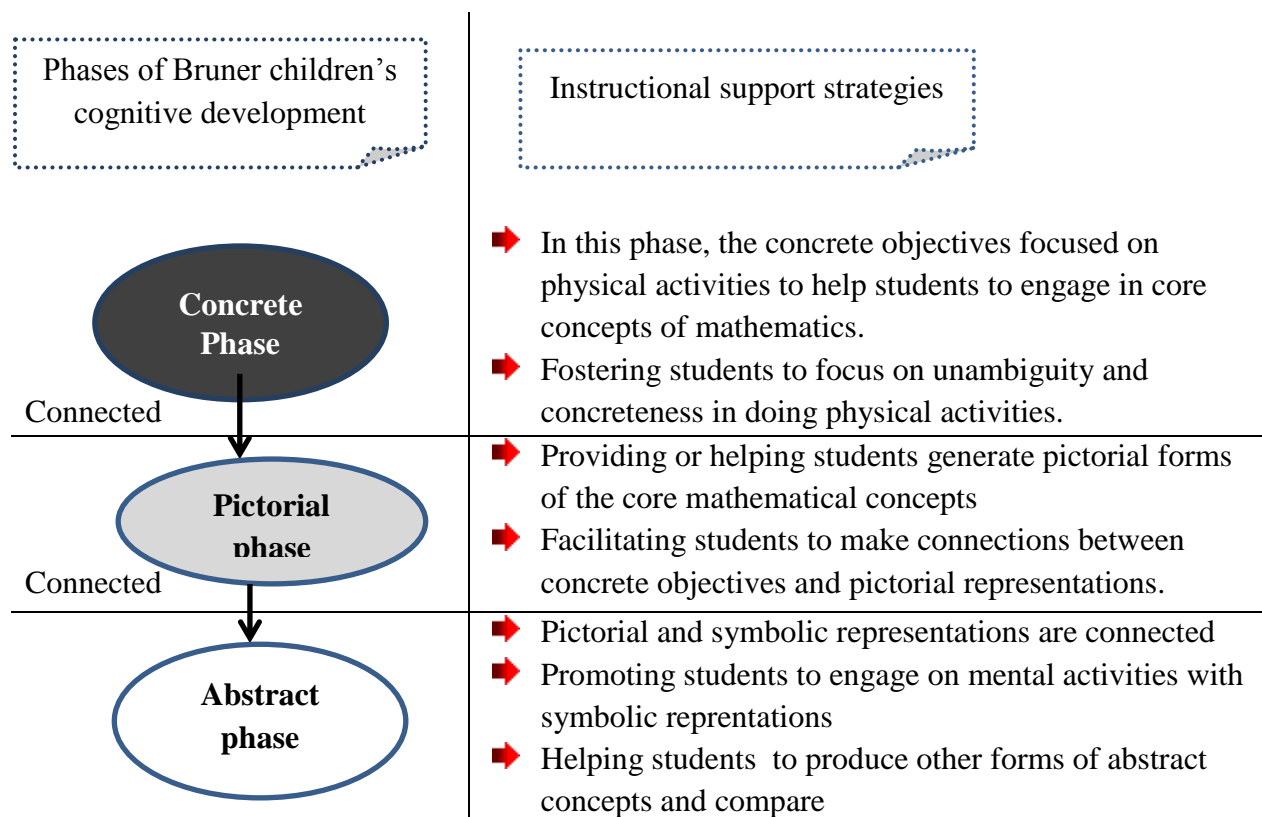 Phases of Bruner children's
cognitive development
Instructional support strategies
Concrete
Phase
Connected
In this phase, the concrete objectives focused on
physical activities to help students to engage in core
concepts of mathematics.
Fostering students to focus on unambiguity and
concreteness in doing physical activities.
Pictorial
phase
Connected
Providing or helping students generate pictorial forms
of the core mathematical concepts
Facilitating students to make connections between
concrete objectives and pictorial representations.
Abstract
phase
Pictorial and symbolic representations are connected
Promoting students to engage on mental activities with
symbolic reprentations
Helping students to produce other forms of abstract
concepts and compare